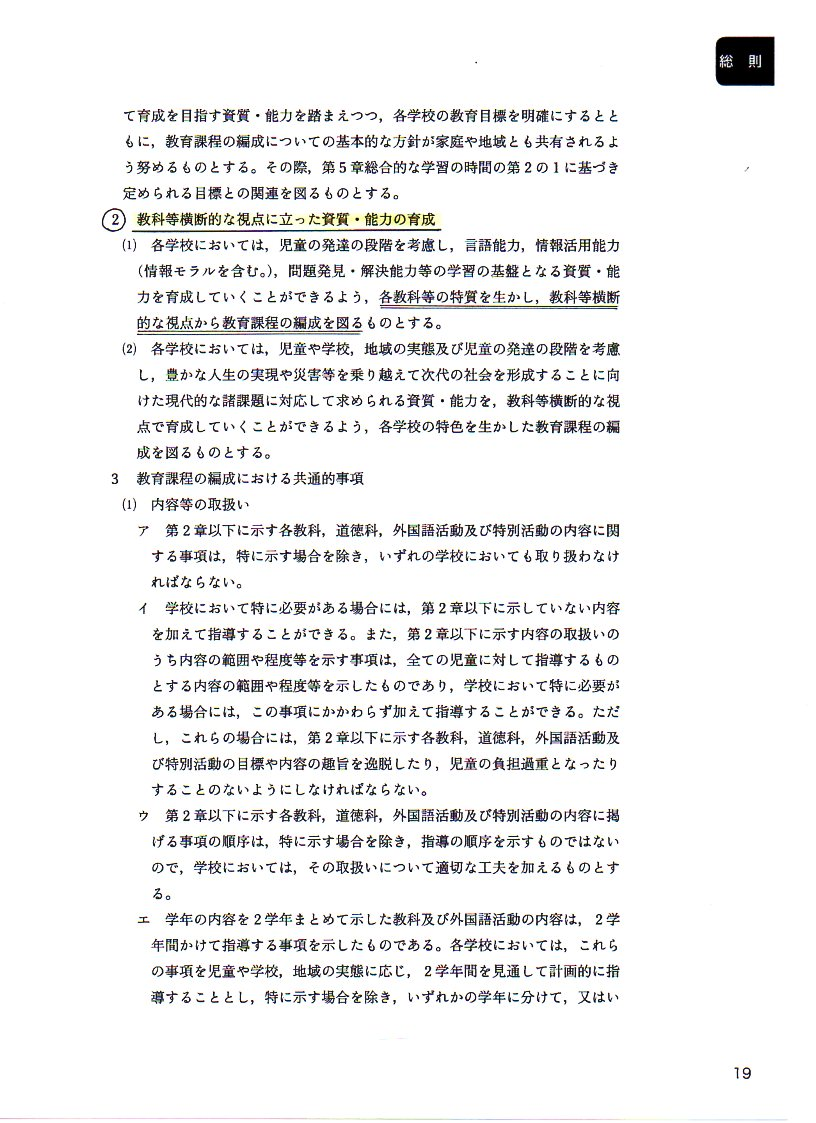 総則
て育成を目指す資質・能力を踏まえつつ，各学校の教育目標を明確にするとと
もに，教育課程の編成についての基本的な方針が家庭や地域とも共有されるよ
う努めるものとする。その際，第５章総合的な学習の時間の第２の１に基づき
定められる目標との関連を図るものとする。
２　教科等横断的な視点に立った資質・能力の育成
⑴　各学校においては，児童の発達の段階を考慮し，言語能力，情報活用能力
（情報モラルを含む。），問題発見・解決能力等の学習の基盤となる資質・能
力を育成していくことができるよう，各教科等の特質を生かし，教科等横断
的な視点から教育課程の編成を図るものとする。
⑵　各学校においては，児童や学校，地域の実態及び児童の発達の段階を考慮
し，豊かな人生の実現や災害等を乗り越えて次代の社会を形成することに向
けた現代的な諸課題に対応して求められる資質・能力を，教科等横断的な視
点で育成していくことができるよう，各学校の特色を生かした教育課程の編
成を図るものとする。
３　教育課程の編成における共通的事項
⑴　内容等の取扱い
ア　第２章以下に示す各教科，道徳科，外国語活動及び特別活動の内容に関
する事項は，特に示す場合を除き，いずれの学校においても取り扱わなけ
ればならない。
イ　学校において特に必要がある場合には，第２章以下に示していない内容
を加えて指導することができる。また，第２章以下に示す内容の取扱いの
うち内容の範囲や程度等を示す事項は，全ての児童に対して指導するもの
とする内容の範囲や程度等を示したものであり，学校において特に必要が
ある場合には，この事項にかかわらず加えて指導することができる。ただ
し，これらの場合には，第２章以下に示す各教科，道徳科，外国語活動及
び特別活動の目標や内容の趣旨を逸脱したり，児童の負担過重となったり
することのないようにしなければならない。
ウ　第２章以下に示す各教科，道徳科，外国語活動及び特別活動の内容に掲
げる事項の順序は，特に示す場合を除き，指導の順序を示すものではない
ので，学校においては，その取扱いについて適切な工夫を加えるものとす
る。
エ　学年の内容を２学年まとめて示した教科及び外国語活動の内容は，２学
年間かけて指導する事項を示したものである。各学校においては，これら
の事項を児童や学校，地域の実態に応じ，２学年間を見通して計画的に指
導することとし，特に示す場合を除き，いずれかの学年に分けて，又はい
19